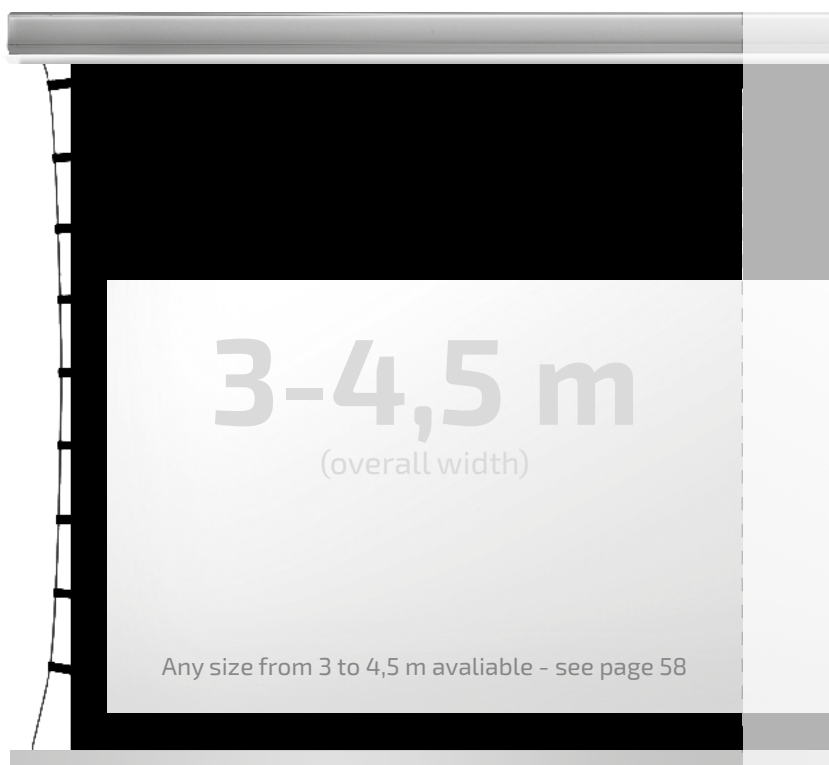 3-4,5 m
(overall width)
Any size from 3 to 4,5 m avaliable - see page 58